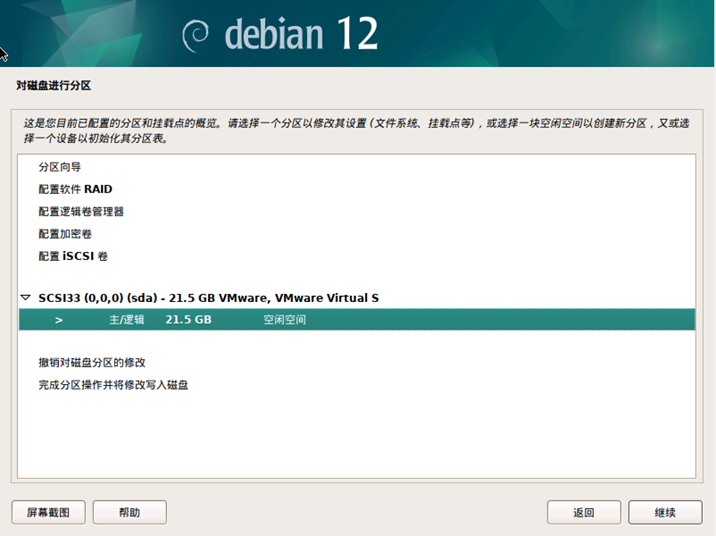 debian 12
对磁盘进行分区
这是您目前已配置的分区和挂载点的概览。请选择一个分区以修改其设置 (文件系统、挂载点等)，或选择一块空闲空间以创建新分区，又或选
择一个设备以初始化其分区表。
分区向导
配置软件 RAID
配置逻辑卷管理器
配置加密卷
配置 iSCSI 卷
SCSI33 (0,0,0) (sda) - 21.5 GB VMware, VMware Virtual S
> 主/逻辑 21.5 GB 空闲空间
撤销对磁盘分区的修改
完成分区操作并将修改写入磁盘
屏幕截图 帮助 返回 继续